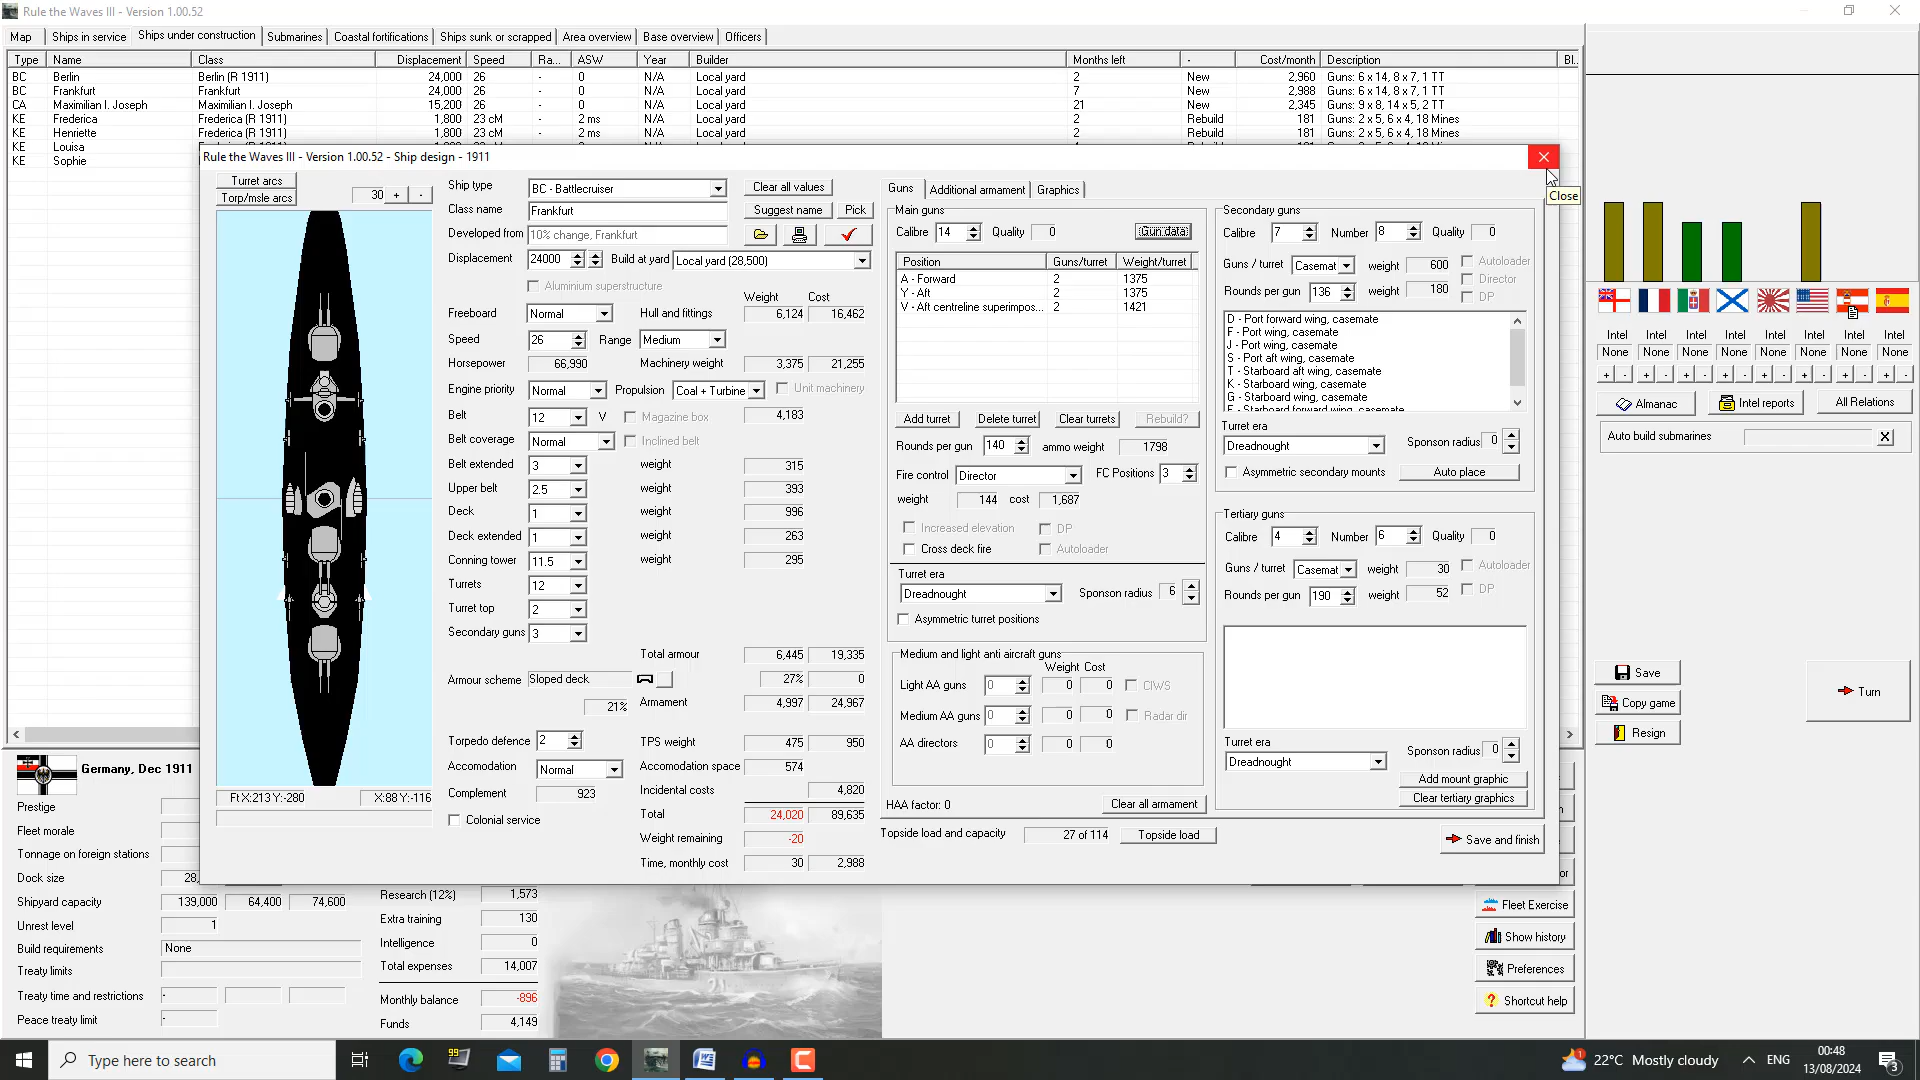 Rule the Waves III - Version 1.00.52
Map Ships in service Ships under construction Submarines Coastal fortifications Ships sunk or scrapped Area overview Base overview Officers
Type Name Class Displacement Speed Ra... ASW Year Builder Months left - Cost/month Description Bl.
BC Berlin Berlin (R 1911) 24,000 26 - 0 N/A Local yard 2 New 2,960 Guns: 6 x 14, 8 x 7, 1 TT
BC Frankfurt Frankfurt 24,000 26 - 0 N/A Local yard 7 New 2,988 Guns: 6 x 14, 8 x 7, 1 TT
CA Maximilian I. Joseph Maximilian I. Joseph 15,200 26 - 0 N/A Local yard 21 New 2,345 Guns: 9 x 8, 14 x 5, 2 TT
KE Frederica Frederica (R 1911) 1,800 23 cM - 2 ms N/A Local yard 2 Rebuild 181 Guns: 2 x 5, 6 x 4, 18 Mines
KE Henriette Frederica (R 1911) 1,800 23 cM - 2 ms N/A Local yard 2 Rebuild 181 Guns: 2 x 5, 6 x 4, 18 Mines
KE Louisa
KE Sophie
Rule the Waves III - Version 1.00.52 - Ship design - 1911
Close
Turret arcs
Torp/msle arcs
30 + -
Ft X:213 Y:-280 X:88 Y:-116
Ship type BC - Battlecruiser Clear all values
Class name Frankfurt Suggest name Pick
Developed from 10% change, Frankfurt
Displacement 24000 Build at yard Local yard (28,500)
Aluminium superstructure
Weight Cost
Freeboard Normal Hull and fittings 6,124 16,462
Speed 26 Range Medium
Horsepower 66,990 Machinery weight 3,375 21,255
Engine priority Normal Propulsion Coal + Turbine Unit machinery
Belt 12 V Magazine box 4,183
Belt coverage Normal Inclined belt
Belt extended 3 weight 315
Upper belt 2.5 weight 393
Deck 1 weight 996
Deck extended 1 weight 263
Conning tower 11.5 weight 295
Turrets 12
Turret top 2
Secondary guns 3
Total armour 6,445 19,335
Armour scheme Sloped deck 27% 0
21% Armament 4,997 24,967
Torpedo defence 2 TPS weight 475 950
Accomodation Normal Accomodation space 574
Complement 923 Incidental costs 4,820
Colonial service Total 24,020 89,635
Weight remaining -20
Time, monthly cost 30 2,988
Guns Additional armament Graphics
Main guns
Calibre 14 Quality 0 Gun data
Position Guns/turret Weight/turret
A - Forward 2 1375
Y - Aft 2 1375
V - Aft centreline superimpos... 2 1421
Add turret Delete turret Clear turrets Rebuild?
Rounds per gun 140 ammo weight 1798
Fire control Director FC Positions 3
weight 144 cost 1,687
Increased elevation DP
Cross deck fire Autoloader
Turret era
Dreadnought Sponson radius 6
Asymmetric turret positions
Medium and light anti aircraft guns
Weight Cost
Light AA guns 0 0 0 CIWS
Medium AA guns 0 0 0 Radar dir
AA directors 0 0 0
HAA factor: 0 Clear all armament
Topside load and capacity 27 of 114 Topside load
Secondary guns
Calibre 7 Number 8 Quality 0
Guns / turret Casemat weight 600 Autoloader
Director
Rounds per gun 136 weight 180 DP
D - Port forward wing, casemate
F - Port wing, casemate
J - Port wing, casemate
S - Port aft wing, casemate
T - Starboard aft wing, casemate
K - Starboard wing, casemate
G - Starboard wing, casemate
E - Starboard forward wing, casemate
Turret era
Dreadnought Sponson radius 0
Asymmetric secondary mounts Auto place
Tertiary guns
Calibre 4 Number 6 Quality 0
Guns / turret Casemat weight 30 Autoloader
Rounds per gun 190 weight 52 DP
Turret era
Dreadnought Sponson radius 0
Add mount graphic
Clear tertiary graphics
Save and finish
Intel Intel Intel Intel Intel Intel Intel Intel
None None None None None None None None
+ - + - + - + - + - + - + - + -
Almanac Intel reports All Relations
Auto build submarines X
Save
Copy game
Resign
Turn
Germany, Dec 1911
Prestige
Fleet morale
Tonnage on foreign stations
Dock size 28,
Shipyard capacity 139,000 64,400 74,600
Unrest level 1
Build requirements None
Treaty limits
Treaty time and restrictions -
Peace treaty limit -
Research (12%) 1,573
Extra training 130
Intelligence 0
Total expenses 14,007
Monthly balance -896
Funds 4,149
Fleet Exercise
Show history
Preferences
Shortcut help
Type here to search
22°C Mostly cloudy ENG 00:48
13/08/2024 3